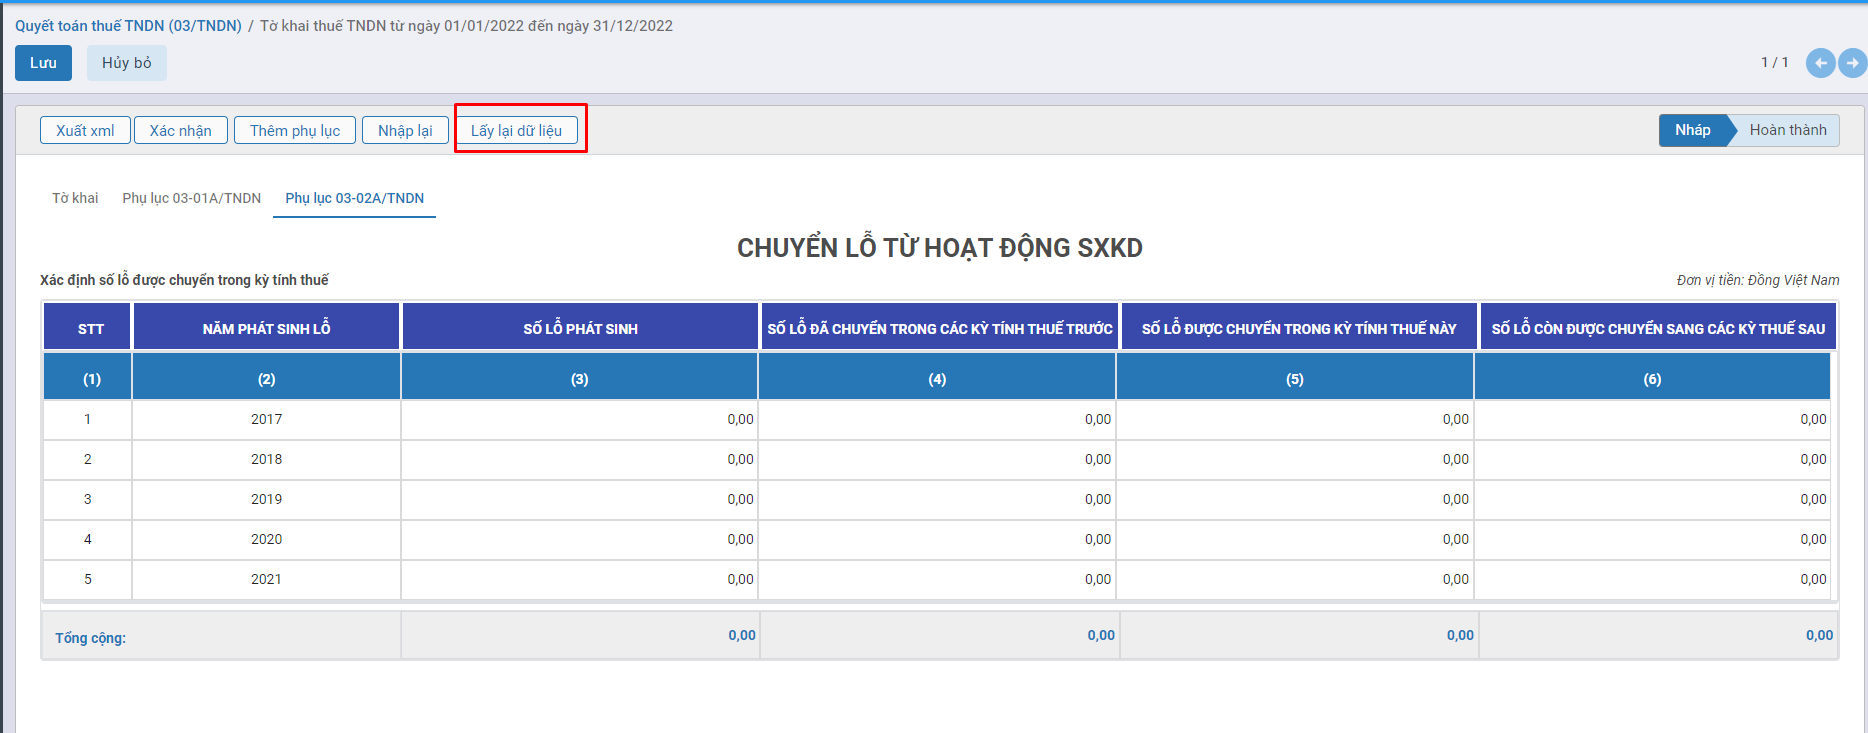 Quyết toán thuế TNDN (03/TNDN) / Tờ khai thuế TNDN từ ngày 01/01/2022 đến ngày 31/12/2022
Lưu Hủy bỏ 1 / 1
Xuất xml Xác nhận Thêm phụ lục Nhập lại Lấy lại dữ liệu Nháp Hoàn thành
Tờ khai Phụ lục 03-01A/TNDN Phụ lục 03-02A/TNDN
CHUYỂN LỖ TỪ HOẠT ĐỘNG SXKD
Xác định số lỗ được chuyển trong kỳ tính thuế Đơn vị tiền: Đồng Việt Nam
STT NĂM PHÁT SINH LỖ SỐ LỖ PHÁT SINH SỐ LỖ ĐÃ CHUYỂN TRONG CÁC KỲ TÍNH THUẾ TRƯỚC SỐ LỖ ĐƯỢC CHUYỂN TRONG KỲ TÍNH THUẾ NÀY SỐ LỖ CÒN ĐƯỢC CHUYỂN SANG CÁC KỲ THUẾ SAU
(1) (2) (3) (4) (5) (6)
1 2017 0,00 0,00 0,00 0,00
2 2018 0,00 0,00 0,00 0,00
3 2019 0,00 0,00 0,00 0,00
4 2020 0,00 0,00 0,00 0,00
5 2021 0,00 0,00 0,00 0,00
Tổng cộng: 0,00 0,00 0,00 0,00